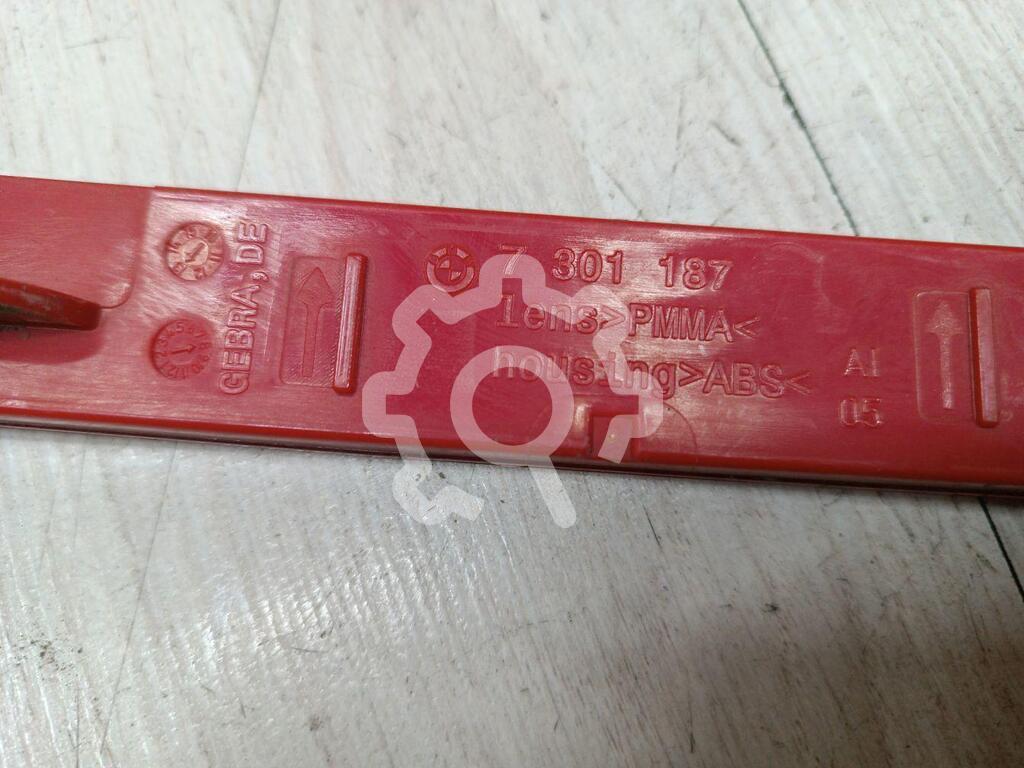 GEBRA, DE
7 301 187
lens>PMMA<
housing>ABS<
AI
05